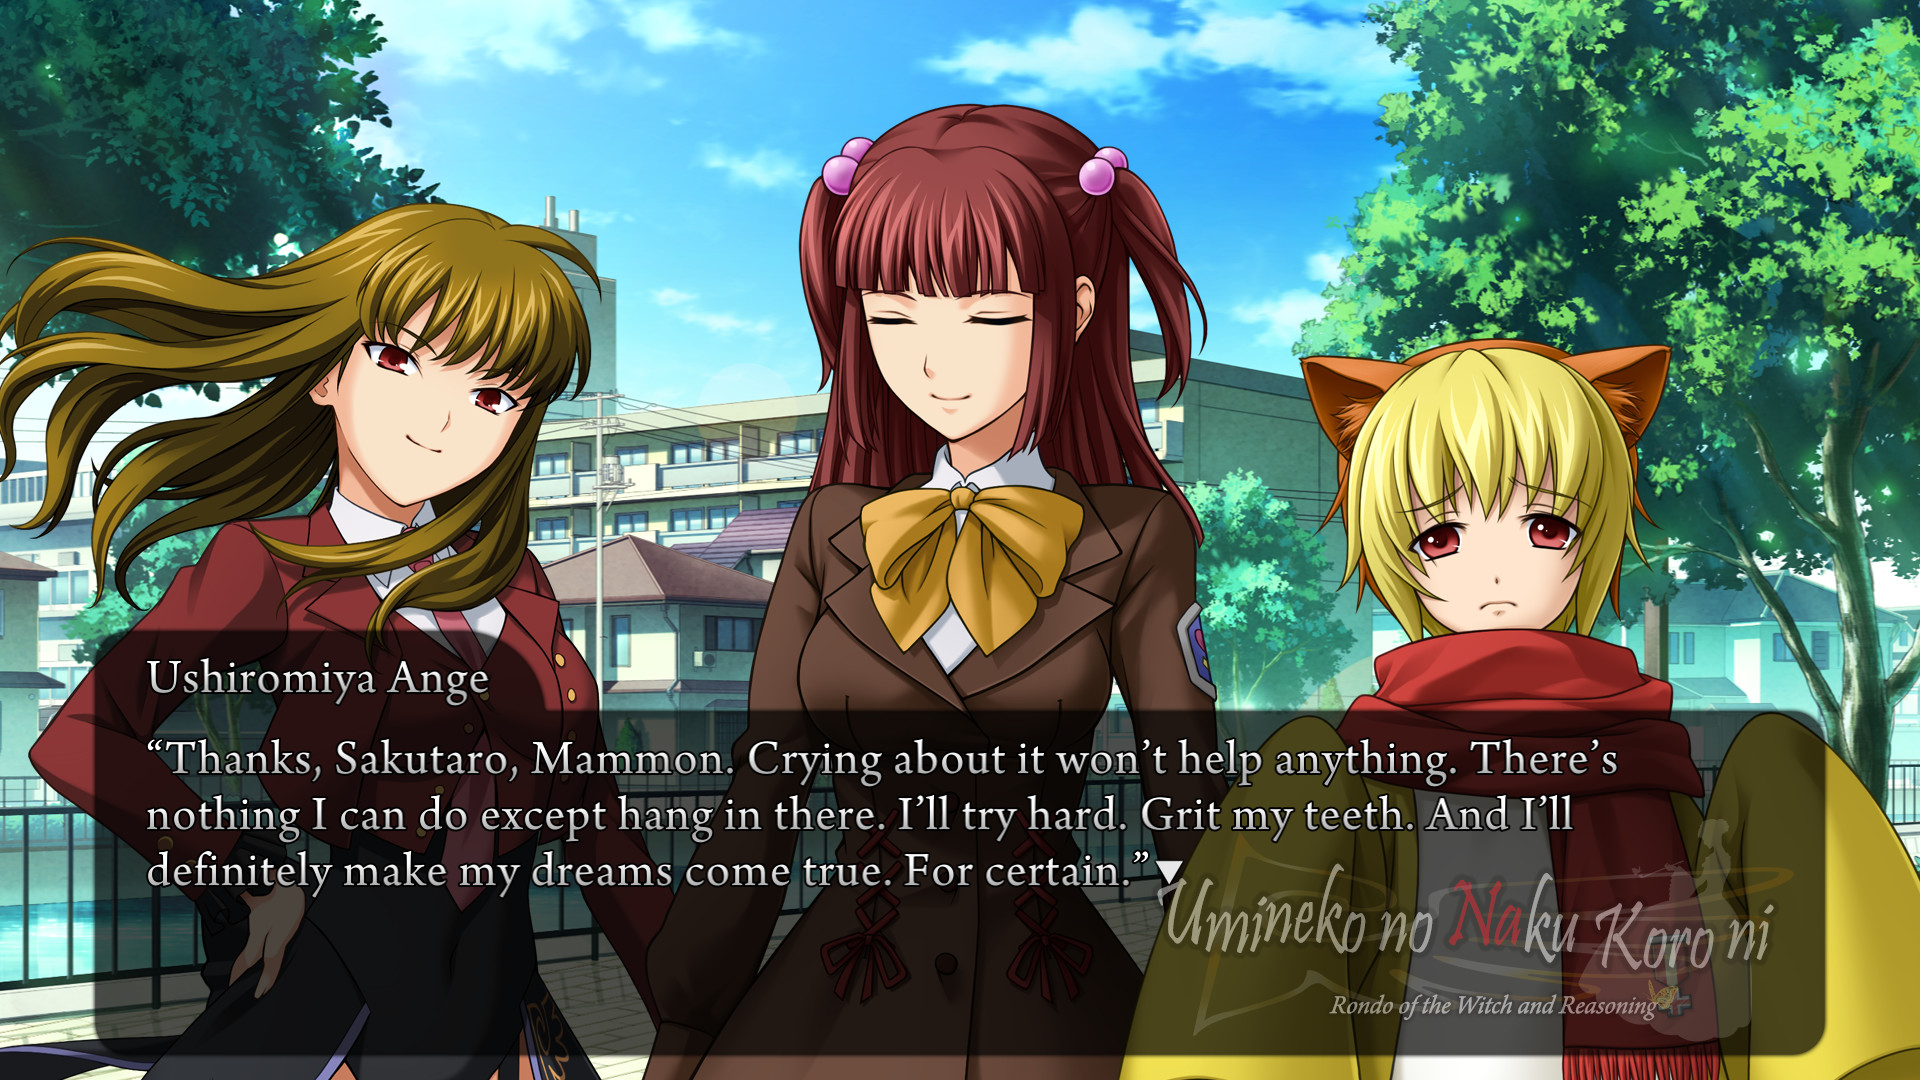 Ushiromiya Ange
“Thanks, Sakutaro, Mammon. Crying about it won’t help anything. There’s
nothing I can do except hang in there. I’ll try hard. Grit my teeth. And I’ll
definitely make my dreams come true. For certain.”
Umineko no Naku Koro ni
Rondo of the Witch and Reasoning